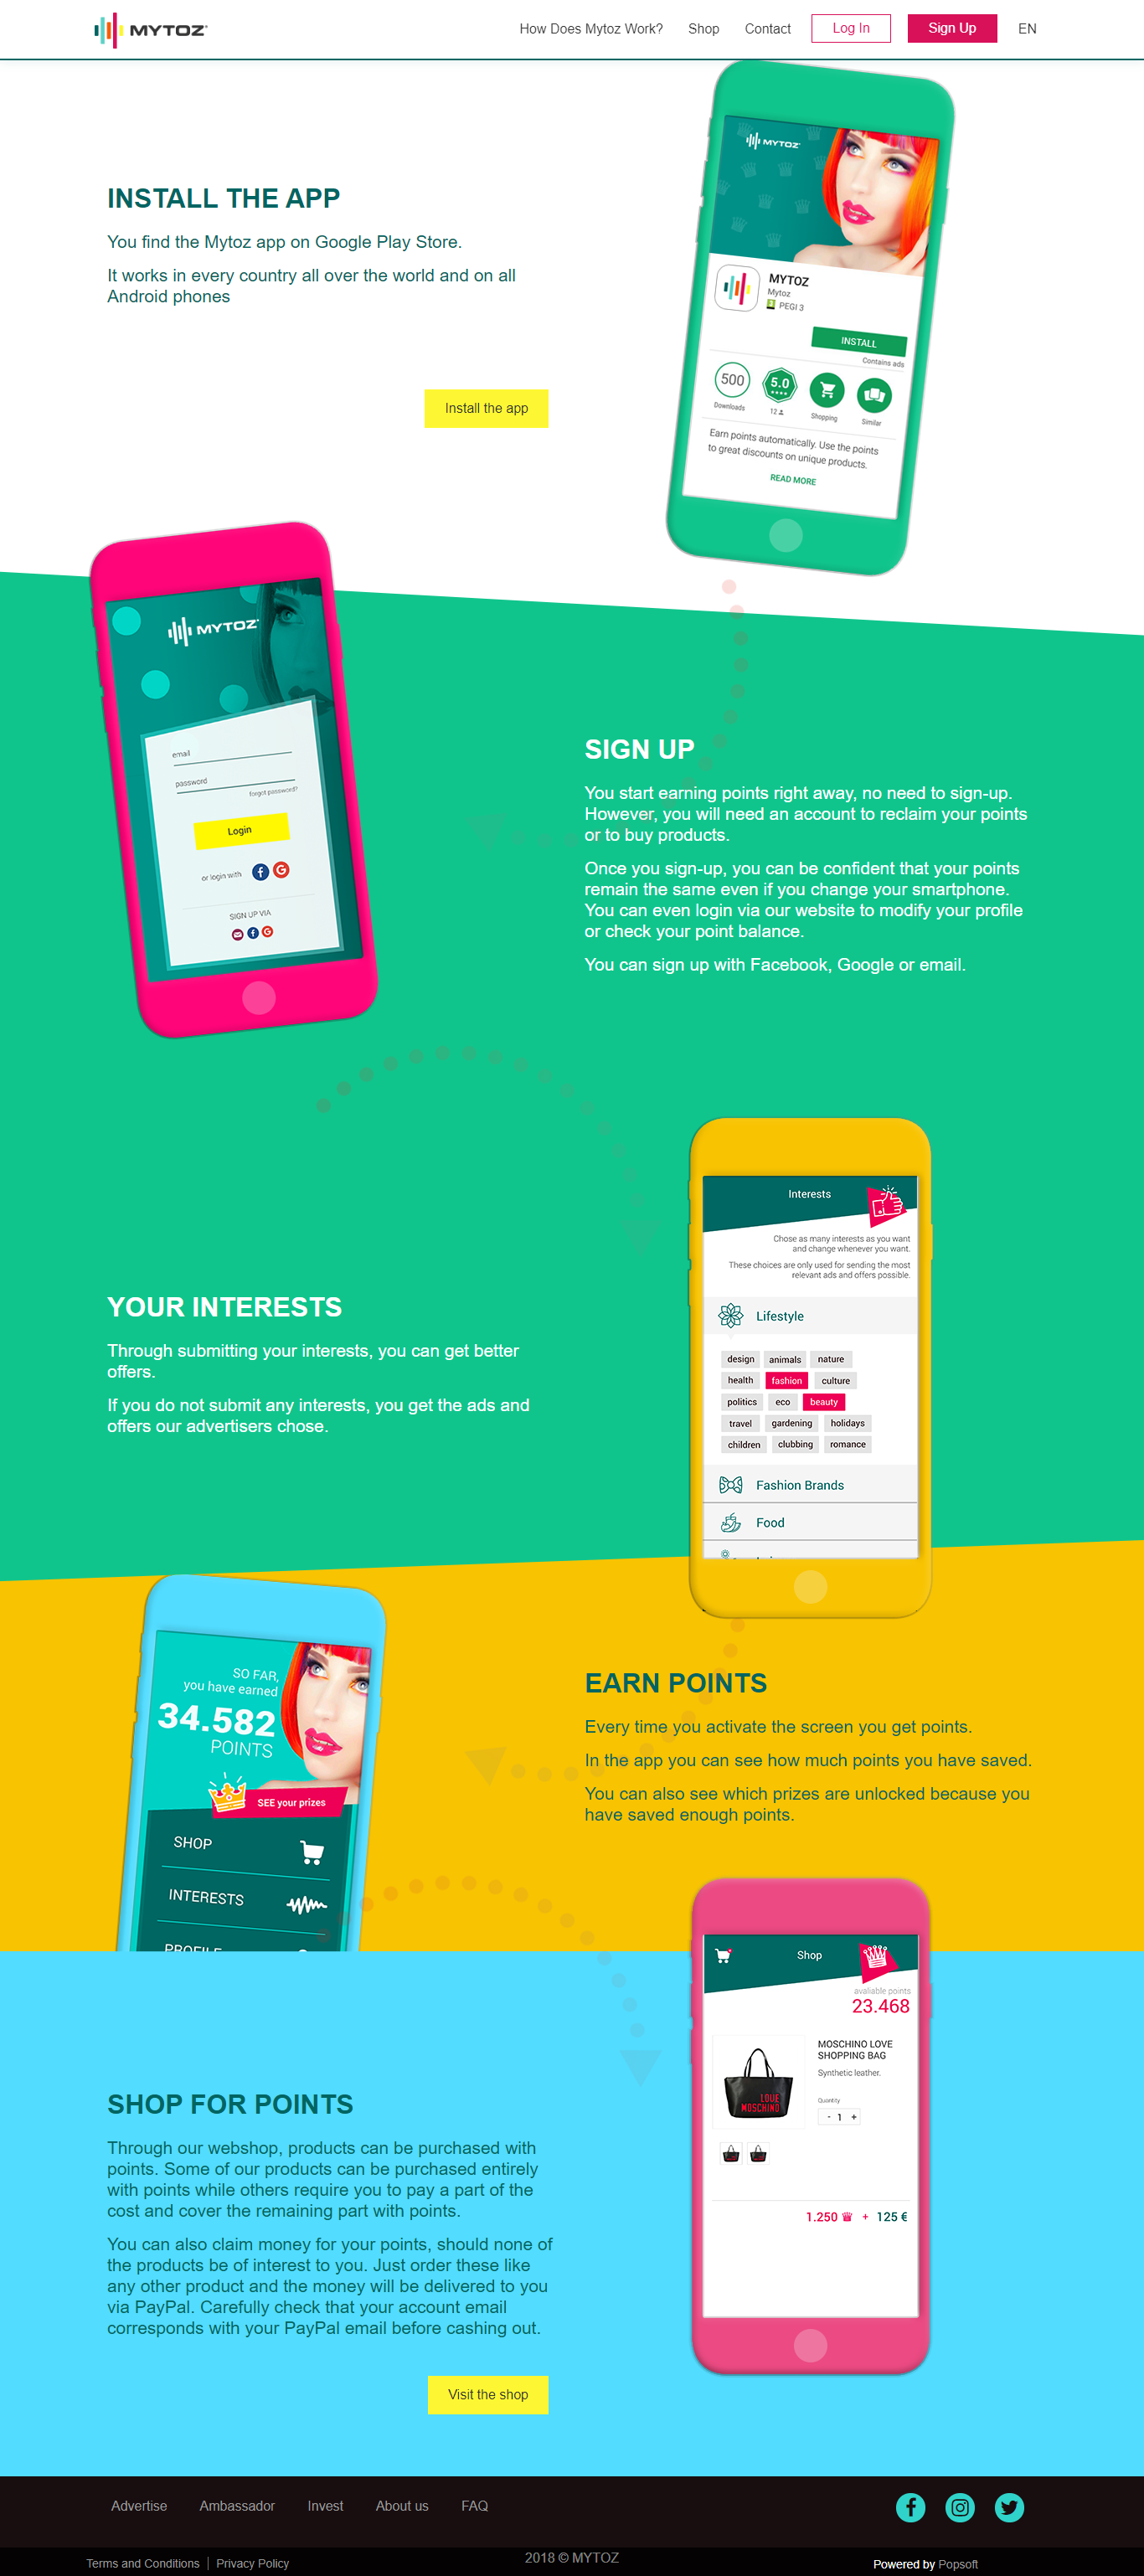 MYTOZ
How Does Mytoz Work?
Shop
Contact
Log In
Sign Up
EN
INSTALL THE APP
You find the Mytoz app on Google Play Store.
It works in every country all over the world and on all
Android phones
Install the app
MYTOZ
MYTOZ
Mytoz
PEGI 3
INSTALL
Contains ads
500
5.0
Downloads
12
Shopping
Similar
Earn points automatically. Use the points
to great discounts on unique products.
READ MORE
MYTOZ
email
password
forgot password?
Login
or login with
SIGN UP VIA
SIGN UP
You start earning points right away, no need to sign-up.
However, you will need an account to reclaim your points
or to buy products.
Once you sign-up, you can be confident that your points
remain the same even if you change your smartphone.
You can even login via our website to modify your profile
or check your point balance.
You can sign up with Facebook, Google or email.
YOUR INTERESTS
Through submitting your interests, you can get better
offers.
If you do not submit any interests, you get the ads and
offers our advertisers chose.
Interests
Chose as many interests as you want
and change whenever you want.
These choices are only used for sending the most
relevant ads and offers possible.
Lifestyle
design animals nature
health fashion culture
politics eco beauty
travel gardening holidays
children clubbing romance
Fashion Brands
Food
SO FAR,
you have earned
34.582
POINTS
SEE your prizes
SHOP
INTERESTS
PROFILE
EARN POINTS
Every time you activate the screen you get points.
In the app you can see how much points you have saved.
You can also see which prizes are unlocked because you
have saved enough points.
SHOP FOR POINTS
Through our webshop, products can be purchased with
points. Some of our products can be purchased entirely
with points while others require you to pay a part of the
cost and cover the remaining part with points.
You can also claim money for your points, should none of
the products be of interest to you. Just order these like
any other product and the money will be delivered to you
via PayPal. Carefully check that your account email
corresponds with your PayPal email before cashing out.
Visit the shop
Shop
avaliable points
23.468
MOSCHINO LOVE
SHOPPING BAG
Synthetic leather.
Quantity
- 1 +
LOVE
MOSCHINO
1.250 + 125 €
Advertise
Ambassador
Invest
About us
FAQ
Terms and Conditions | Privacy Policy
2018 © MYTOZ
Powered by Popsoft